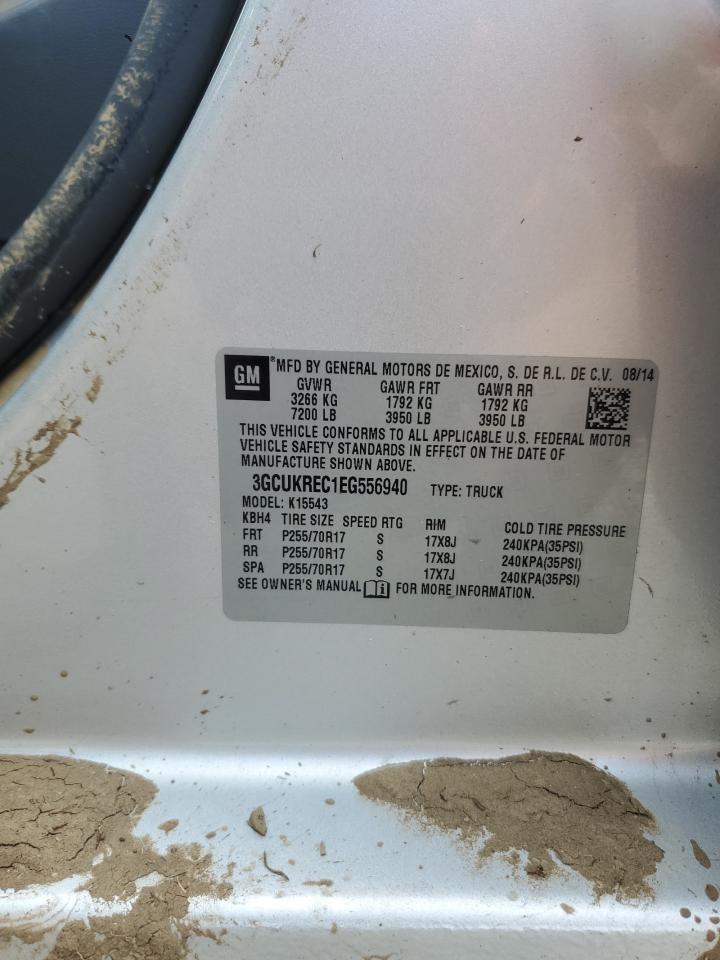 GM ® MFD BY GENERAL MOTORS DE MEXICO, S. DE R.L. DE C.V. 08/14
GVWR GAWR FRT GAWR RR
3266 KG 1792 KG 1792 KG
7200 LB 3950 LB 3950 LB
THIS VEHICLE CONFORMS TO ALL APPLICABLE U.S. FEDERAL MOTOR
VEHICLE SAFETY STANDARDS IN EFFECT ON THE DATE OF
MANUFACTURE SHOWN ABOVE.
3GCUKREC1EG556940 TYPE: TRUCK
MODEL: K15543
KBH4 TIRE SIZE SPEED RTG RIM COLD TIRE PRESSURE
FRT P255/70R17 S 17X8J 240KPA(35PSI)
RR P255/70R17 S 17X8J 240KPA(35PSI)
SPA P255/70R17 S 17X7J 240KPA(35PSI)
SEE OWNER'S MANUAL i FOR MORE INFORMATION.